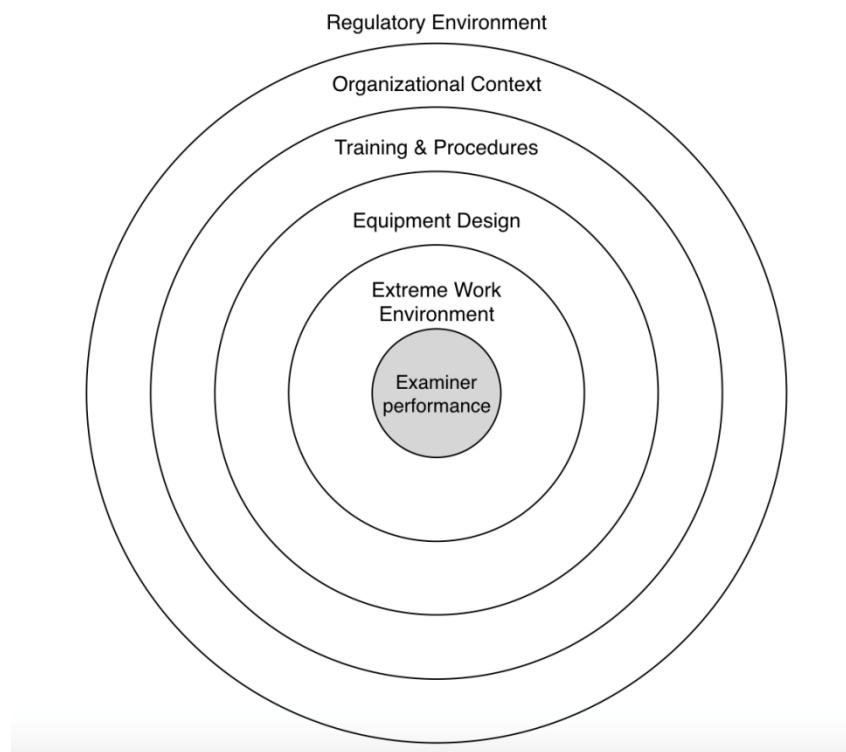 Regulatory Environment
Organizational Context
Training & Procedures
Equipment Design
Extreme Work
Environment
Examiner
performance